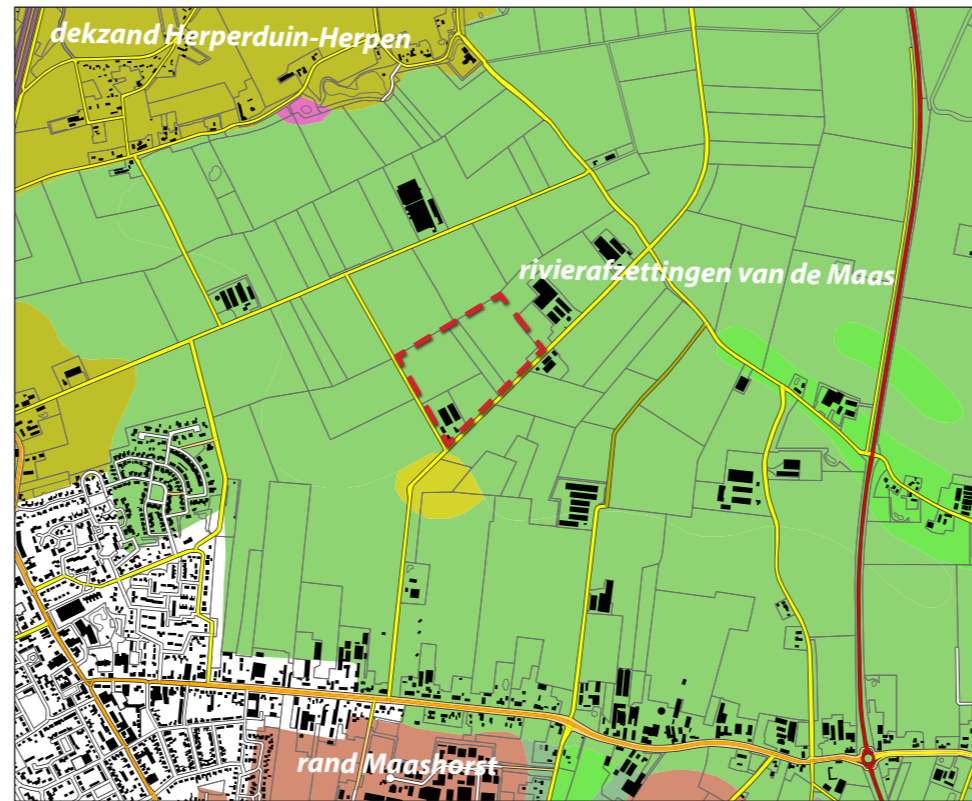 dekzand Herperduin-Herpen
rivierafzettingen van de Maas
rand Maashorst